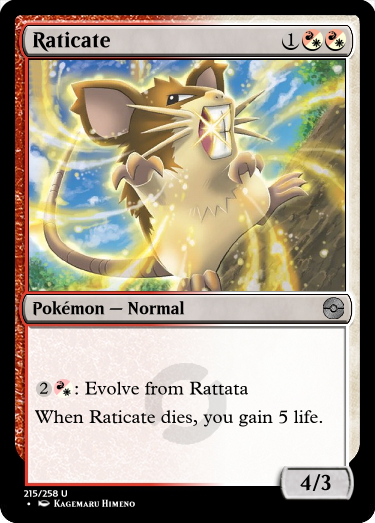 Raticate 1
Pokémon — Normal
2 : Evolve from Rattata
When Raticate dies, you gain 5 life.
4/3
215/258 U
• Kagemaru Himeno